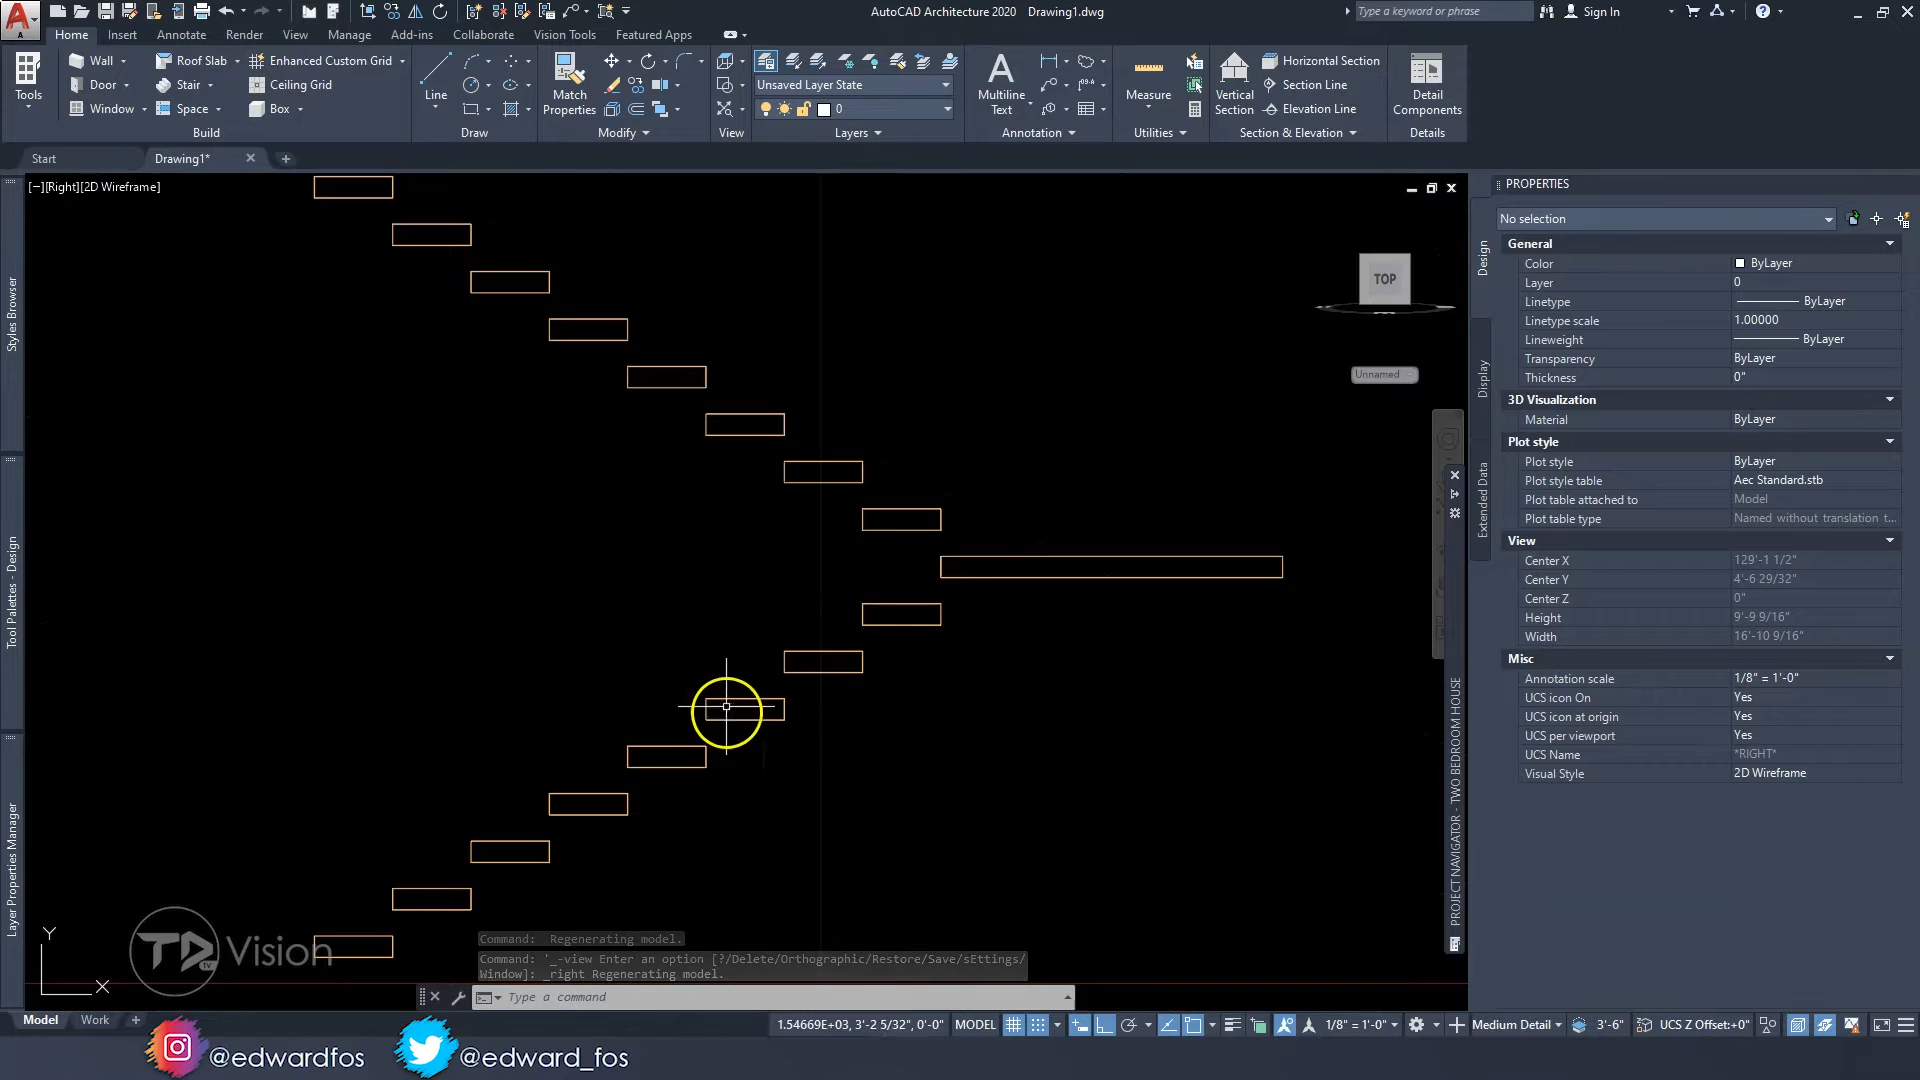 AutoCAD Architecture 2020 Drawing1.dwg
Type a keyword or phrase
Sign In
Home Insert Annotate Render View Manage Add-ins Collaborate Vision Tools Featured Apps
Tools
Wall
Door
Window
Roof Slab
Stair
Space
Enhanced Custom Grid
Ceiling Grid
Box
Build
Line
Draw
Match
Properties
Modify
View
Unsaved Layer State
0
Layers
Multiline
Text
Annotation
Measure
Utilities
Vertical
Section
Horizontal Section
Section Line
Elevation Line
Section & Elevation
Detail
Components
Details
Start
Drawing1*
[−][Right][2D Wireframe]
TOP
Unnamed
Styles Browser
Tool Palettes - Design
Layer Properties Manager
PROPERTIES
No selection
Design
Display
Extended Data
General
Color ByLayer
Layer 0
Linetype ByLayer
Linetype scale 1.00000
Lineweight ByLayer
Transparency ByLayer
Thickness 0"
3D Visualization
Material ByLayer
Plot style
Plot style ByLayer
Plot style table Aec Standard.stb
Plot table attached to Model
Plot table type Named without translation t...
View
Center X 129'-1 1/2"
Center Y 4'-6 29/32"
Center Z 0"
Height 9'-9 9/16"
Width 16'-10 9/16"
Misc
Annotation scale 1/8" = 1'-0"
UCS icon On Yes
UCS icon at origin Yes
UCS per viewport Yes
UCS Name *RIGHT*
Visual Style 2D Wireframe
PROJECT NAVIGATOR - TWO BEDROOM HOUSE
Y
X
TD TV Vision
Command: Regenerating model.
Command: '_-view Enter an option [?/Delete/Orthographic/Restore/Save/sEttings/
Window]: _right Regenerating model.
Type a command
Model Work
1.54669E+03, 3'-2 5/32", 0'-0" MODEL 1/8" = 1'-0" Medium Detail 3'-6" UCS Z Offset:+0"
@edwardfos @edward_fos